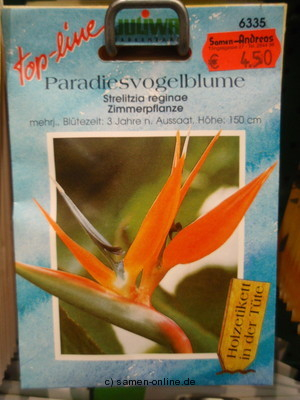 top-line
JULIWA
6335
Samen-Andreas
€ 4,50
Paradiesvogelblume
Strelitzia reginae
Zimmerpflanze
mehrj., Blütezeit: 3 Jahre n. Aussaat, Höhe: 150 cm
Holzetikett
in der Tüte
c) samen-online.de